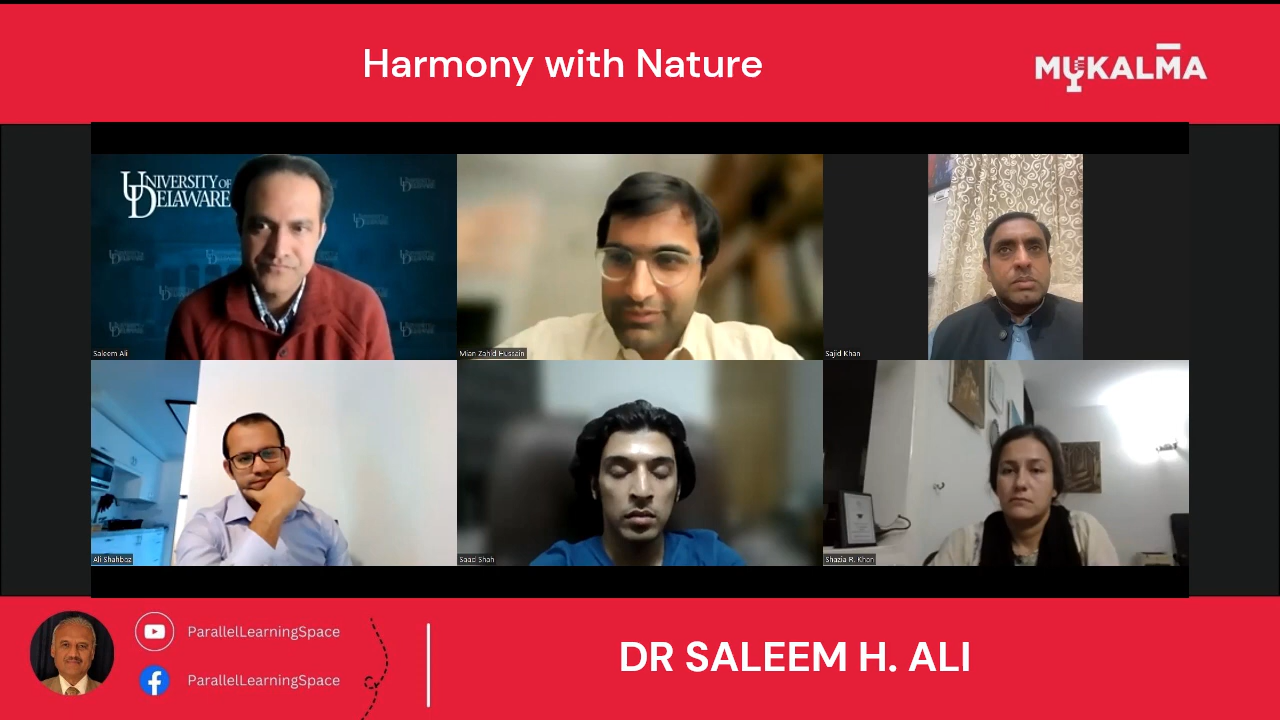 Harmony with Nature
MUKALMA
UNIVERSITY OF
DELAWARE
Saleem Ali
Mian Zahid Hussain
Sajid Khan
Ali Shahbaz
Saad Shah
Shazia R. Khan
ParallelLearningSpace
ParallelLearningSpace
DR SALEEM H. ALI